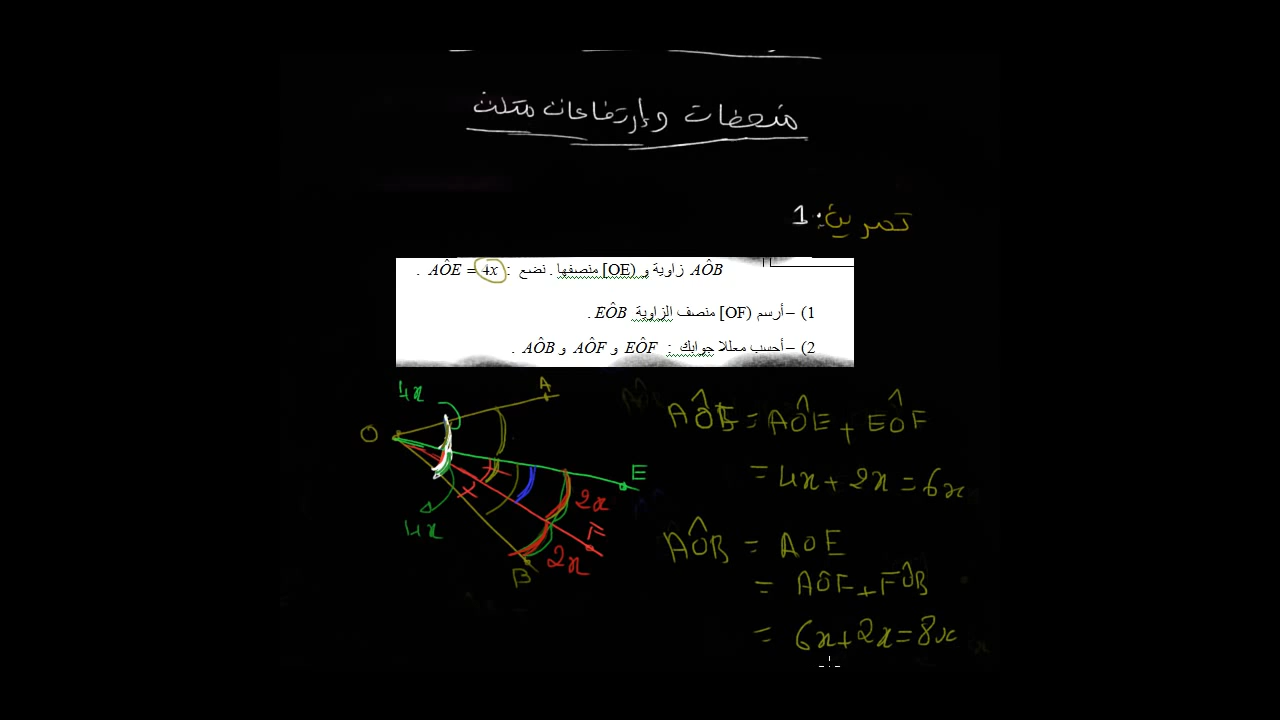 منصفات وإرتفاعات مثلث
تمرين 1:
AÔB زاوية و [OE) منصفها . نضع : AÔE = 4x .
1) – أرسم [OF) منصف الزاوية EÔB .
2) – أحسب معللا جوابك : EÔF و AÔF و AÔB .
4x
A
O
E
2x
F
4x
2x
B
= AÔE + EÔF
= 4x + 2x = 6x
AÔB = AOE
= AÔF + FÔB
= 6x + 2x = 8x